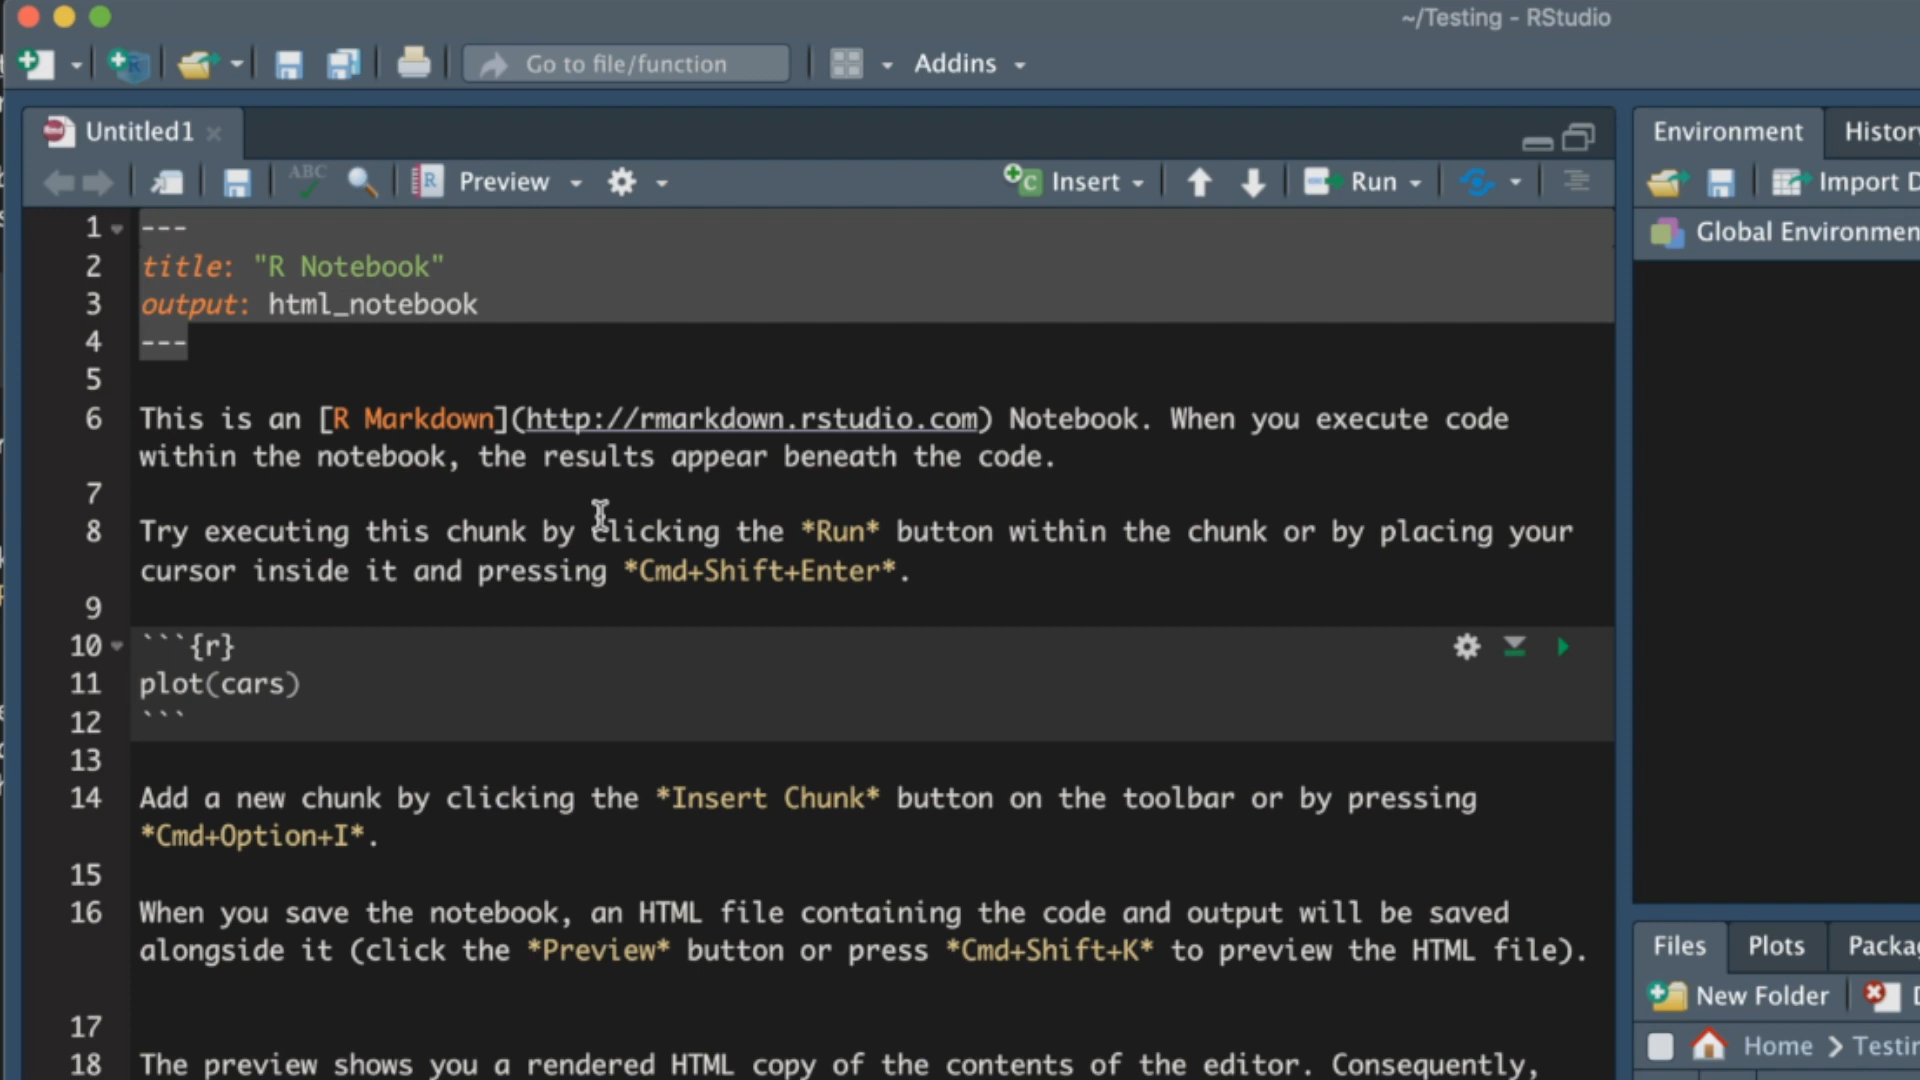 ~/Testing - RStudio
Go to file/function
Addins
Untitled1
Environment
History
ABC
Preview
Insert
Run
Import D
Global Environmen
1 ---
2 title: "R Notebook"
3 output: html_notebook
4 ---
5
6 This is an [R Markdown](http://rmarkdown.rstudio.com) Notebook. When you execute code
within the notebook, the results appear beneath the code.
7
8 Try executing this chunk by clicking the *Run* button within the chunk or by placing your
cursor inside it and pressing *Cmd+Shift+Enter*.
9
10 ```{r}
11 plot(cars)
12 ```
13
14 Add a new chunk by clicking the *Insert Chunk* button on the toolbar or by pressing
*Cmd+Option+I*.
15
16 When you save the notebook, an HTML file containing the code and output will be saved
alongside it (click the *Preview* button or press *Cmd+Shift+K* to preview the HTML file).
17
18 The preview shows you a rendered HTML copy of the contents of the editor. Consequently,
Files
Plots
Packag
New Folder
D
Home
Testin